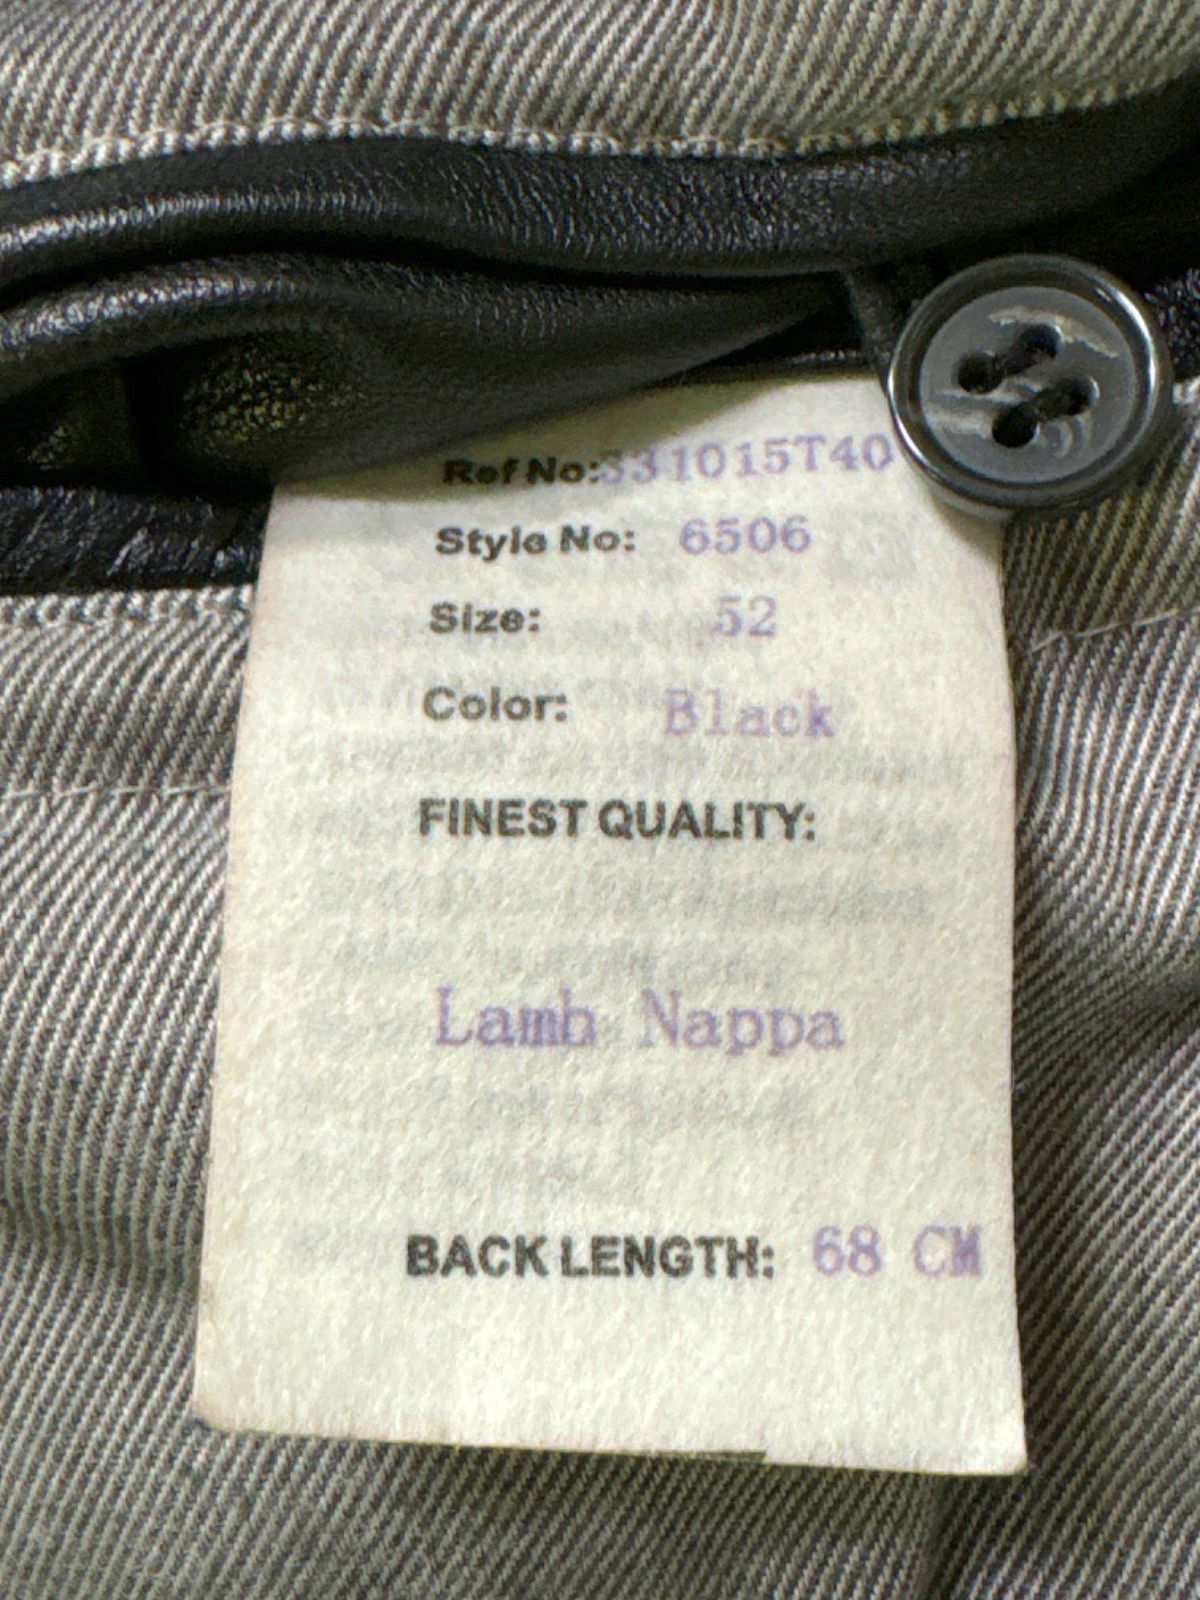 Ref No:331015T40
Style No: 6506
Size: 52
Color: Black
FINEST QUALITY:
Lamb Nappa
BACK LENGTH: 68 CM